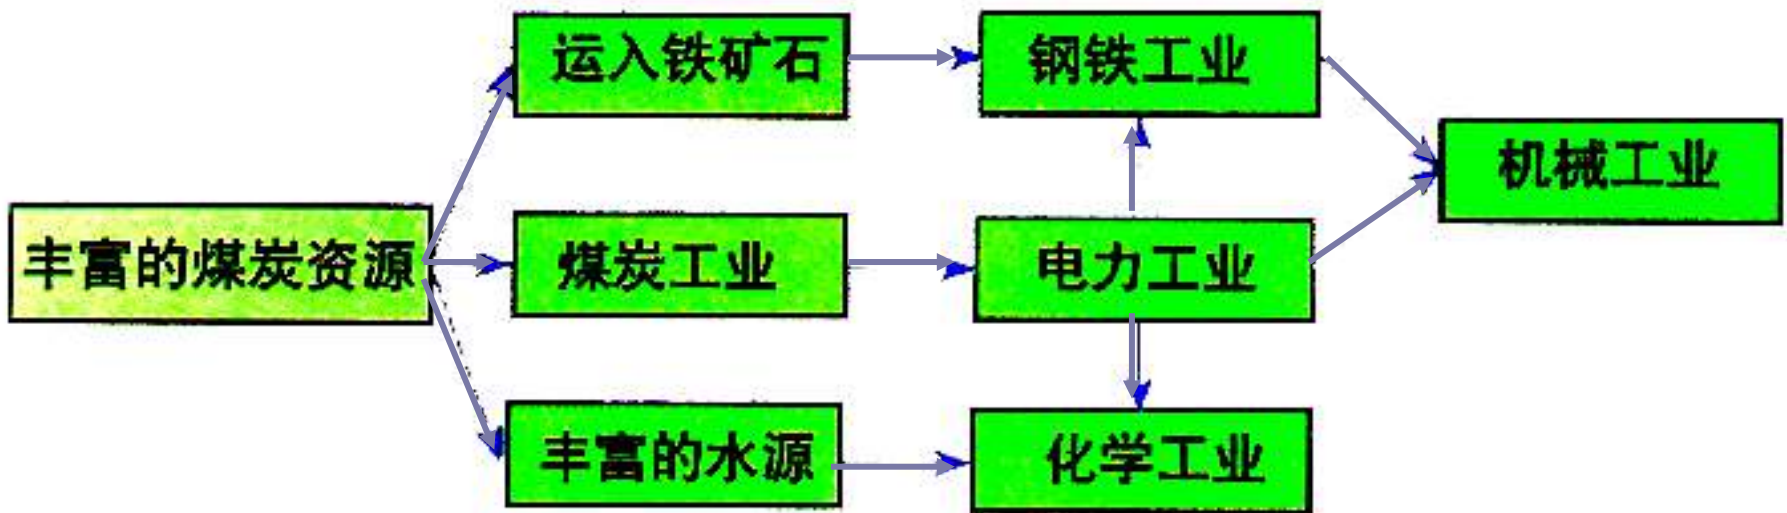 运入铁矿石
钢铁工业
机械工业
丰富的煤炭资源
煤炭工业
电力工业
丰富的水源
化学工业